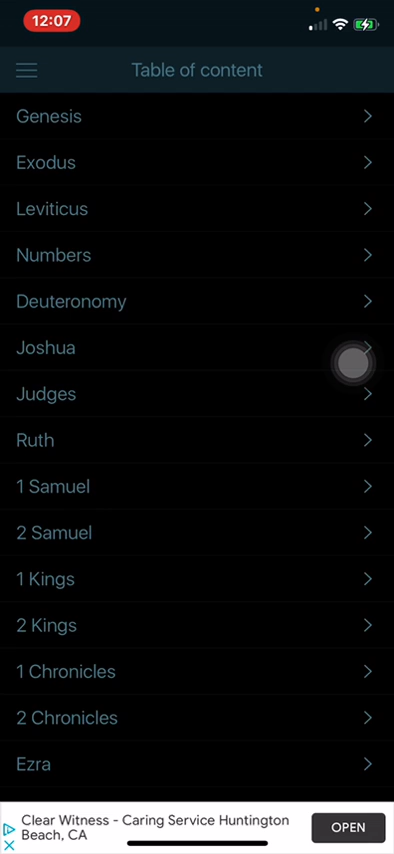 12:07
Table of content
Genesis
Exodus
Leviticus
Numbers
Deuteronomy
Joshua
Judges
Ruth
1 Samuel
2 Samuel
1 Kings
2 Kings
1 Chronicles
2 Chronicles
Ezra
Clear Witness - Caring Service Huntington
Beach, CA
OPEN